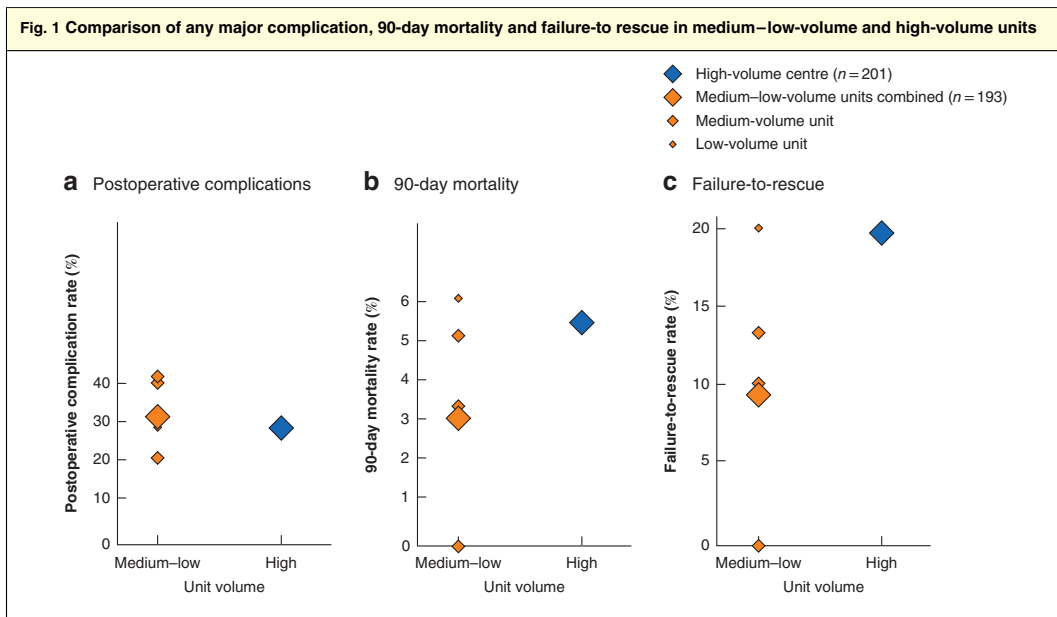 Fig. 1 Comparison of any major complication, 90-day mortality and failure-to rescue in medium–low-volume and high-volume units
High-volume centre (n = 201)
Medium–low-volume units combined (n = 193)
Medium-volume unit
Low-volume unit
a Postoperative complications
Postoperative complication rate (%)
40
30
20
10
0
Medium–low
High
Unit volume
b 90-day mortality
90-day mortality rate (%)
6
5
4
3
2
1
0
Medium–low
High
Unit volume
c Failure-to-rescue
Failure-to-rescue rate (%)
20
15
10
5
0
Medium–low
High
Unit volume